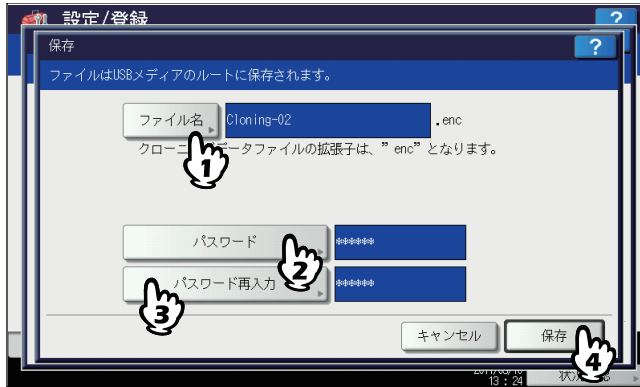 設定/登録
?
保存
?
ファイルはUSBメディアのルートに保存されます。
ファイル名
Cloning-02
.enc
1
データファイルの拡張子は、”enc”となります。
パスワード
******
2
パスワード再入力
******
3
キャンセル
保存
4
13:24